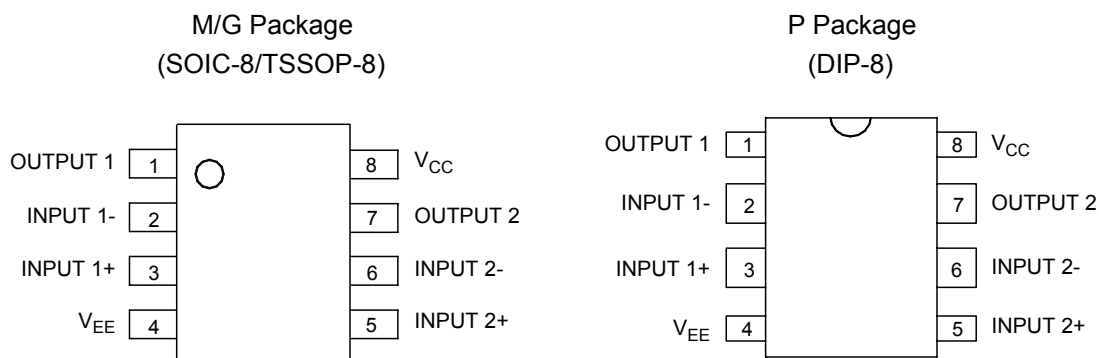 M/G Package
(SOIC-8/TSSOP-8)
OUTPUT 1 1 8 VCC
INPUT 1- 2 7 OUTPUT 2
INPUT 1+ 3 6 INPUT 2-
VEE 4 5 INPUT 2+
P Package
(DIP-8)
OUTPUT 1 1 8 VCC
INPUT 1- 2 7 OUTPUT 2
INPUT 1+ 3 6 INPUT 2-
VEE 4 5 INPUT 2+